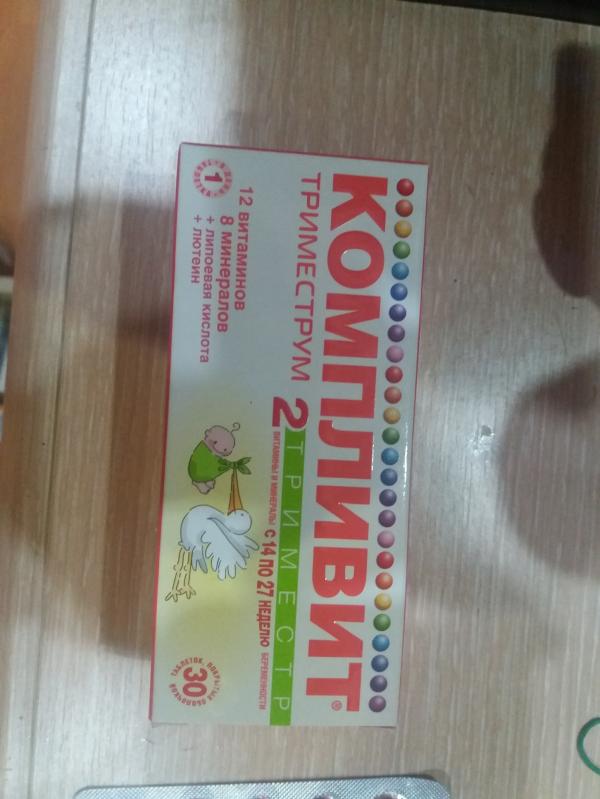 КОМПЛИВИТ®
ТРИМЕСТРУМ 2 ТРИМЕСТР
ВИТАМИНЫ И МИНЕРАЛЫ С 14 ПО 27 НЕДЕЛЮ БЕРЕМЕННОСТИ
1
12 витаминов
8 минералов
+ липоевая кислота
+ лютеин
30
ТАБЛЕТОК, ПОКРЫТЫХ ОБОЛОЧКОЙ